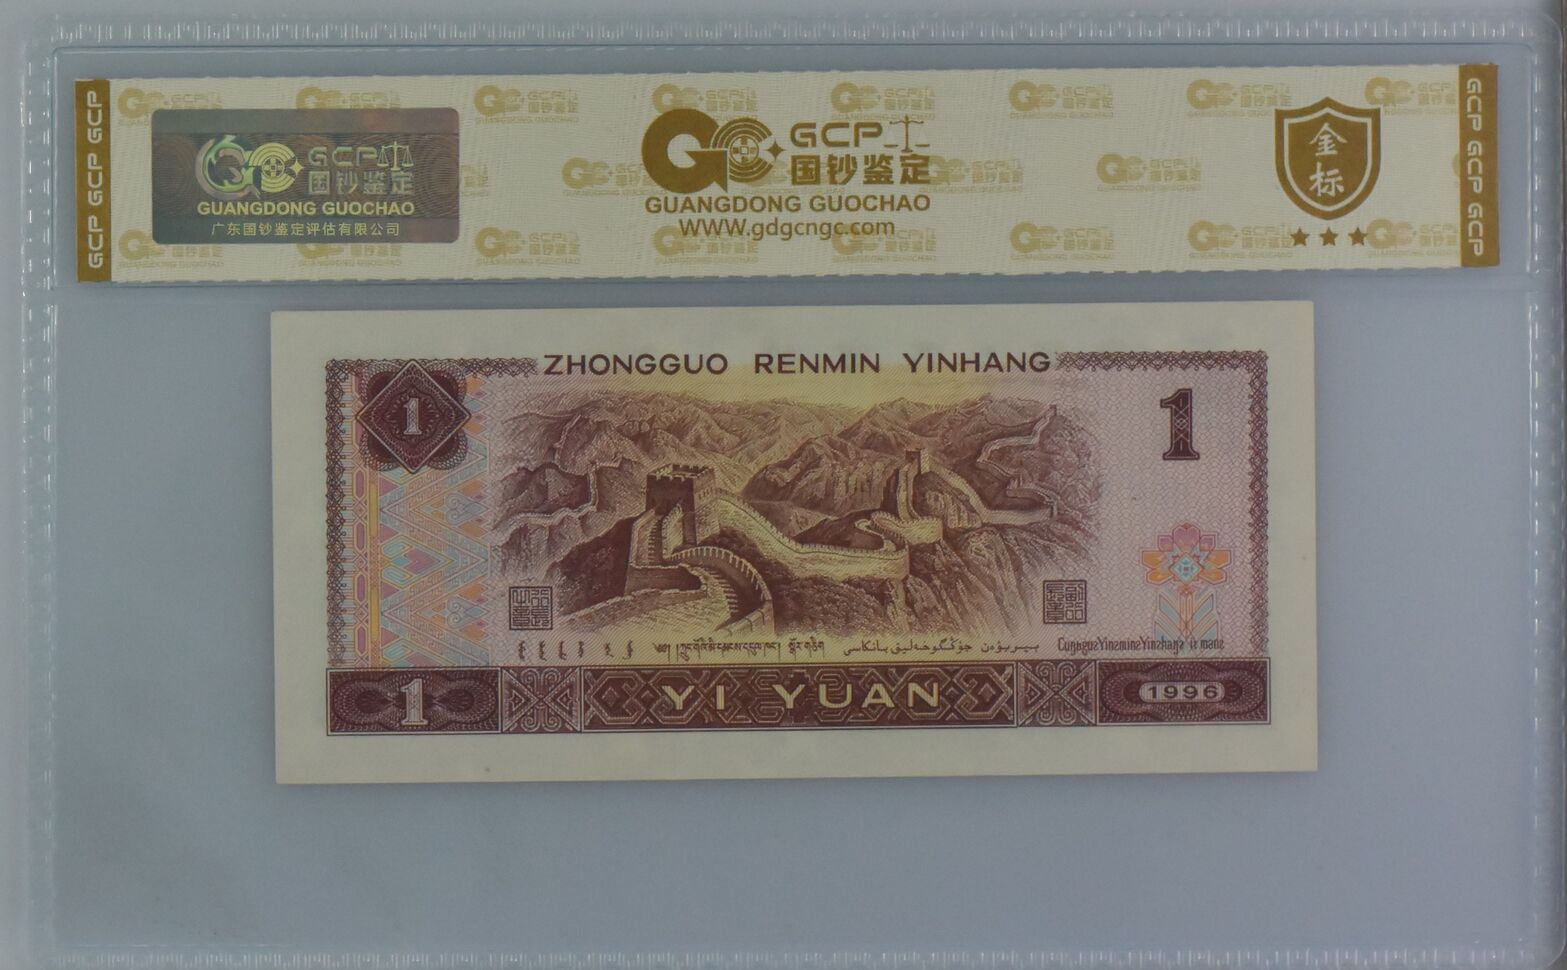 GCP GCP GCP
GCP
国钞鉴定
GUANGDONG GUOCHAO
广东国钞鉴定评估有限公司
GCP
国钞鉴定
GUANGDONG GUOCHAO
www.gdgcngc.com
金标
GCP GCP GCP
ZHONGGUO RENMIN YINHANG
1
1
1
YI YUAN
1996